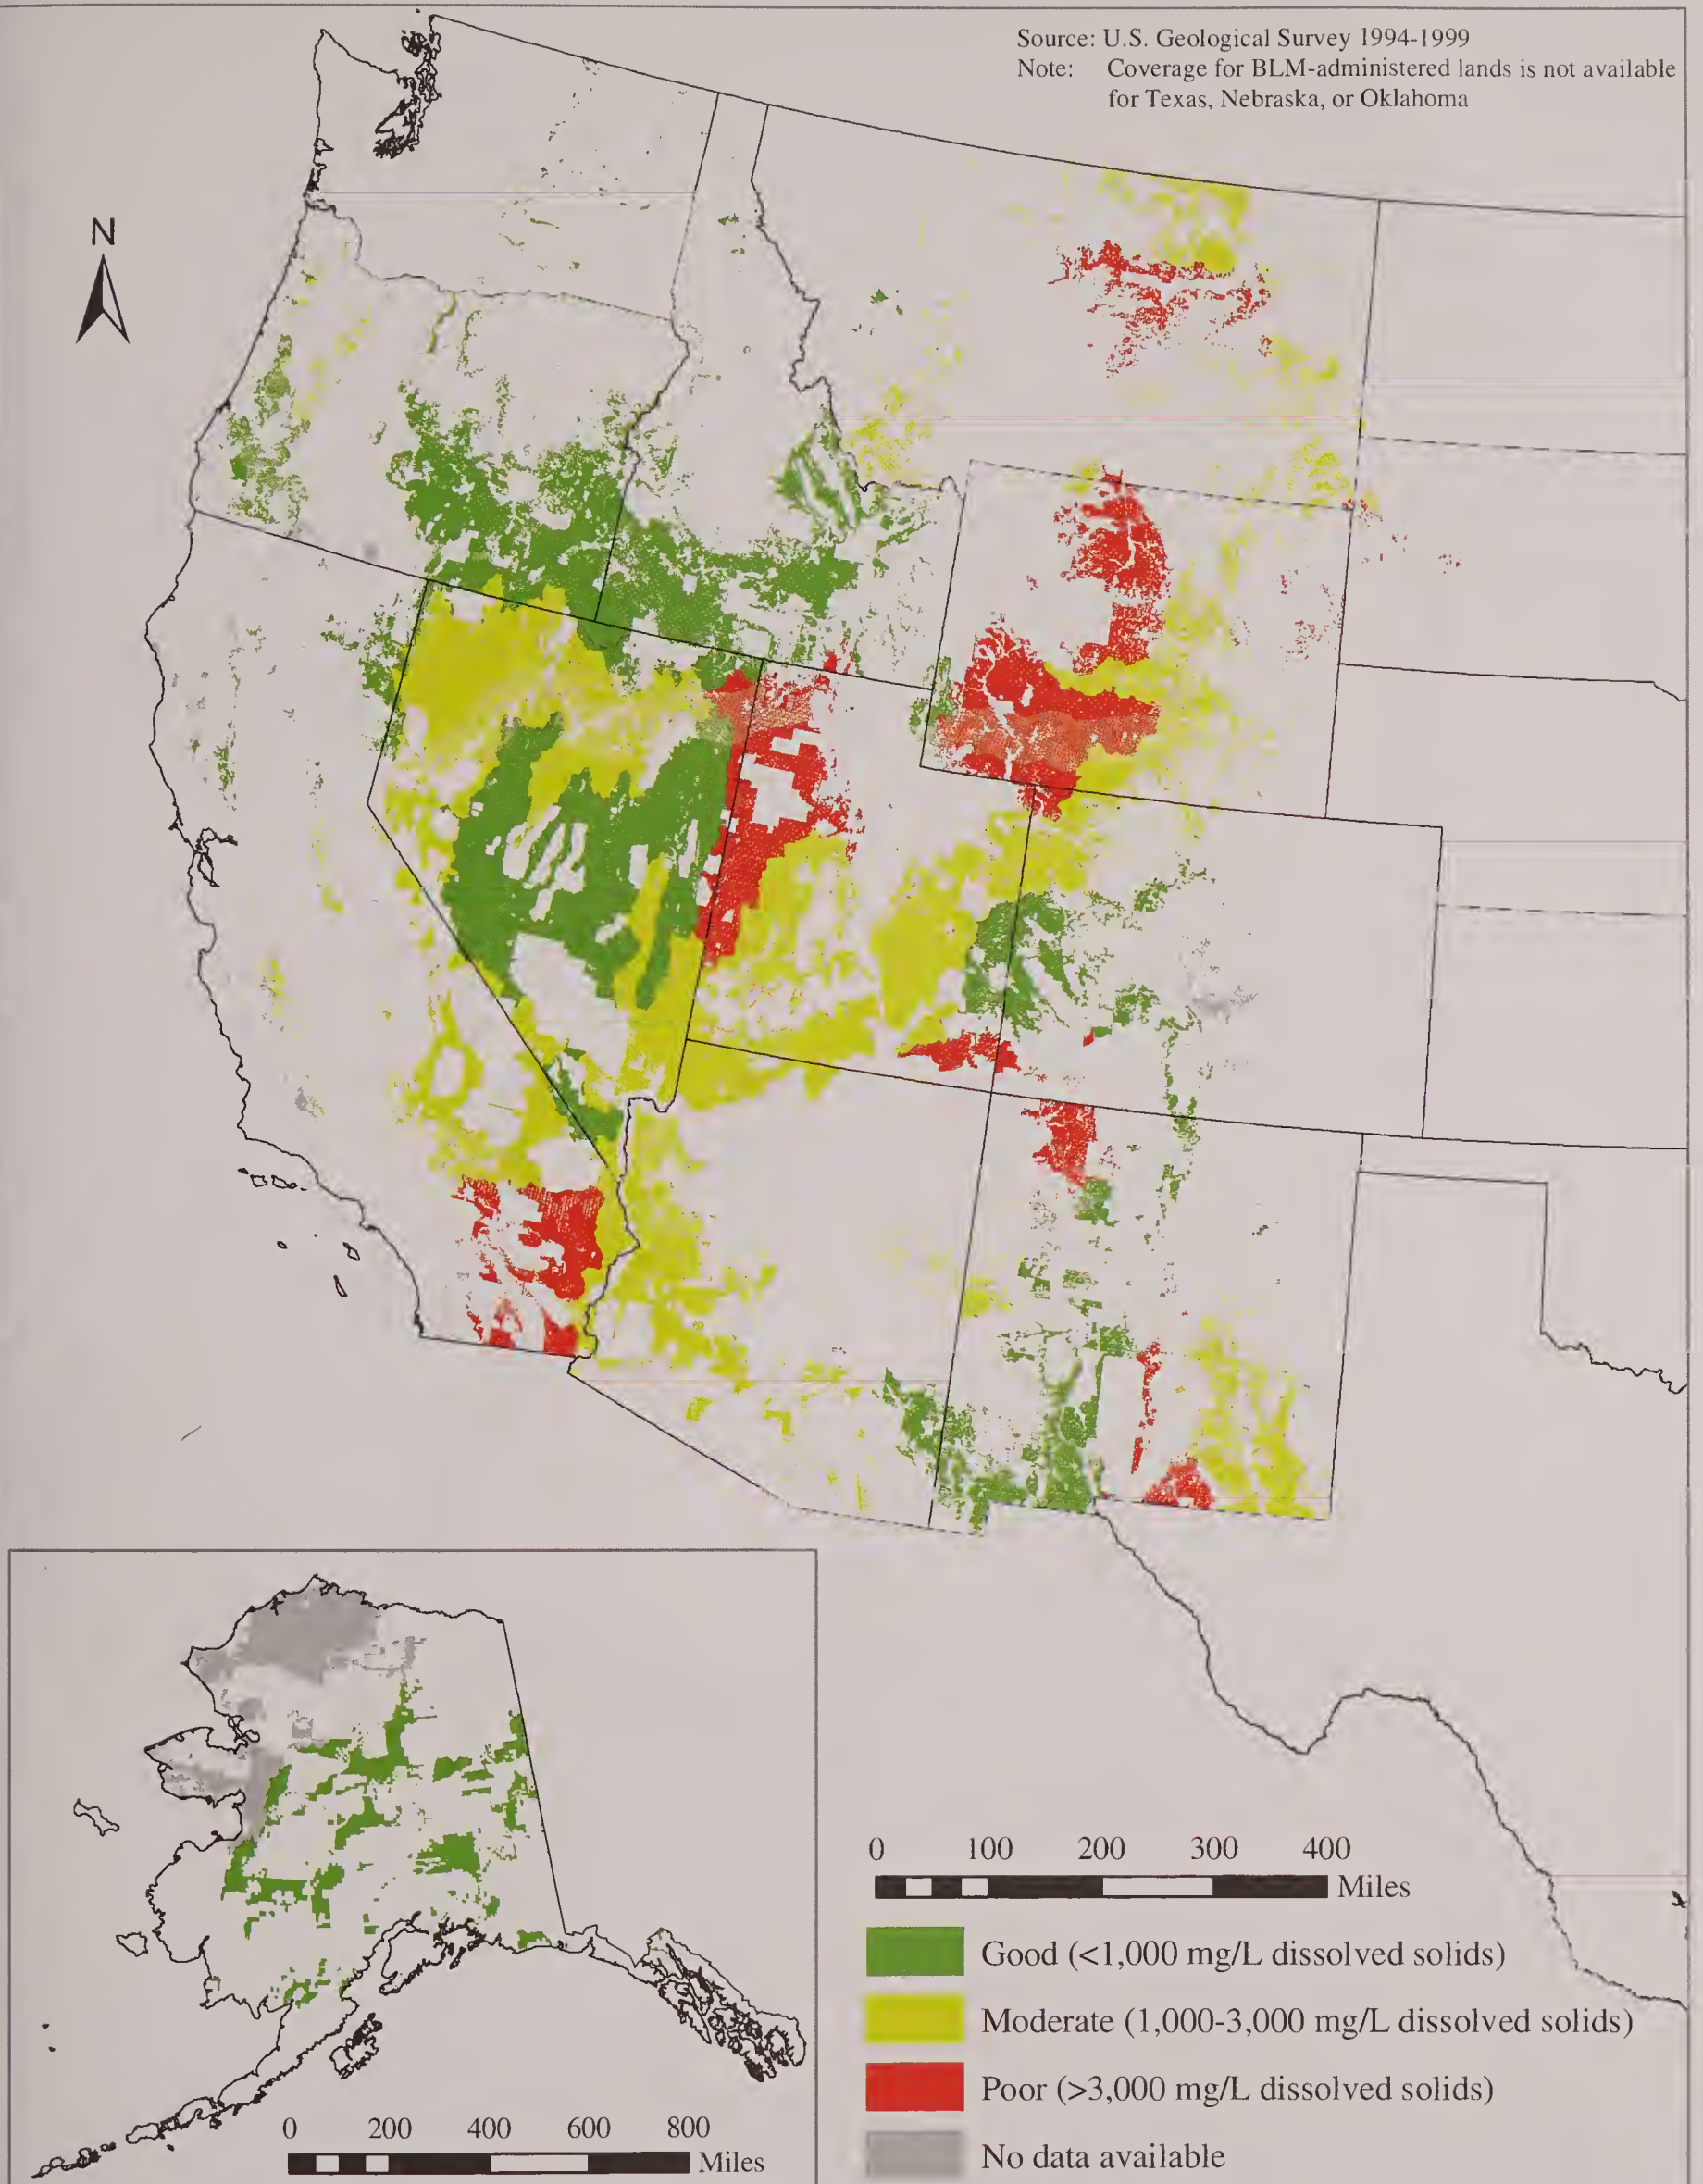 Source: U.S. Geological Survey 1994-1999
Note: Coverage for BLM-administered lands is not available
for Texas, Nebraska, or Oklahoma
N
0 100 200 300 400
Miles
Good (<1,000 mg/L dissolved solids)
Moderate (1,000-3,000 mg/L dissolved solids)
Poor (>3,000 mg/L dissolved solids)
No data available
0 200 400 600 800
Miles